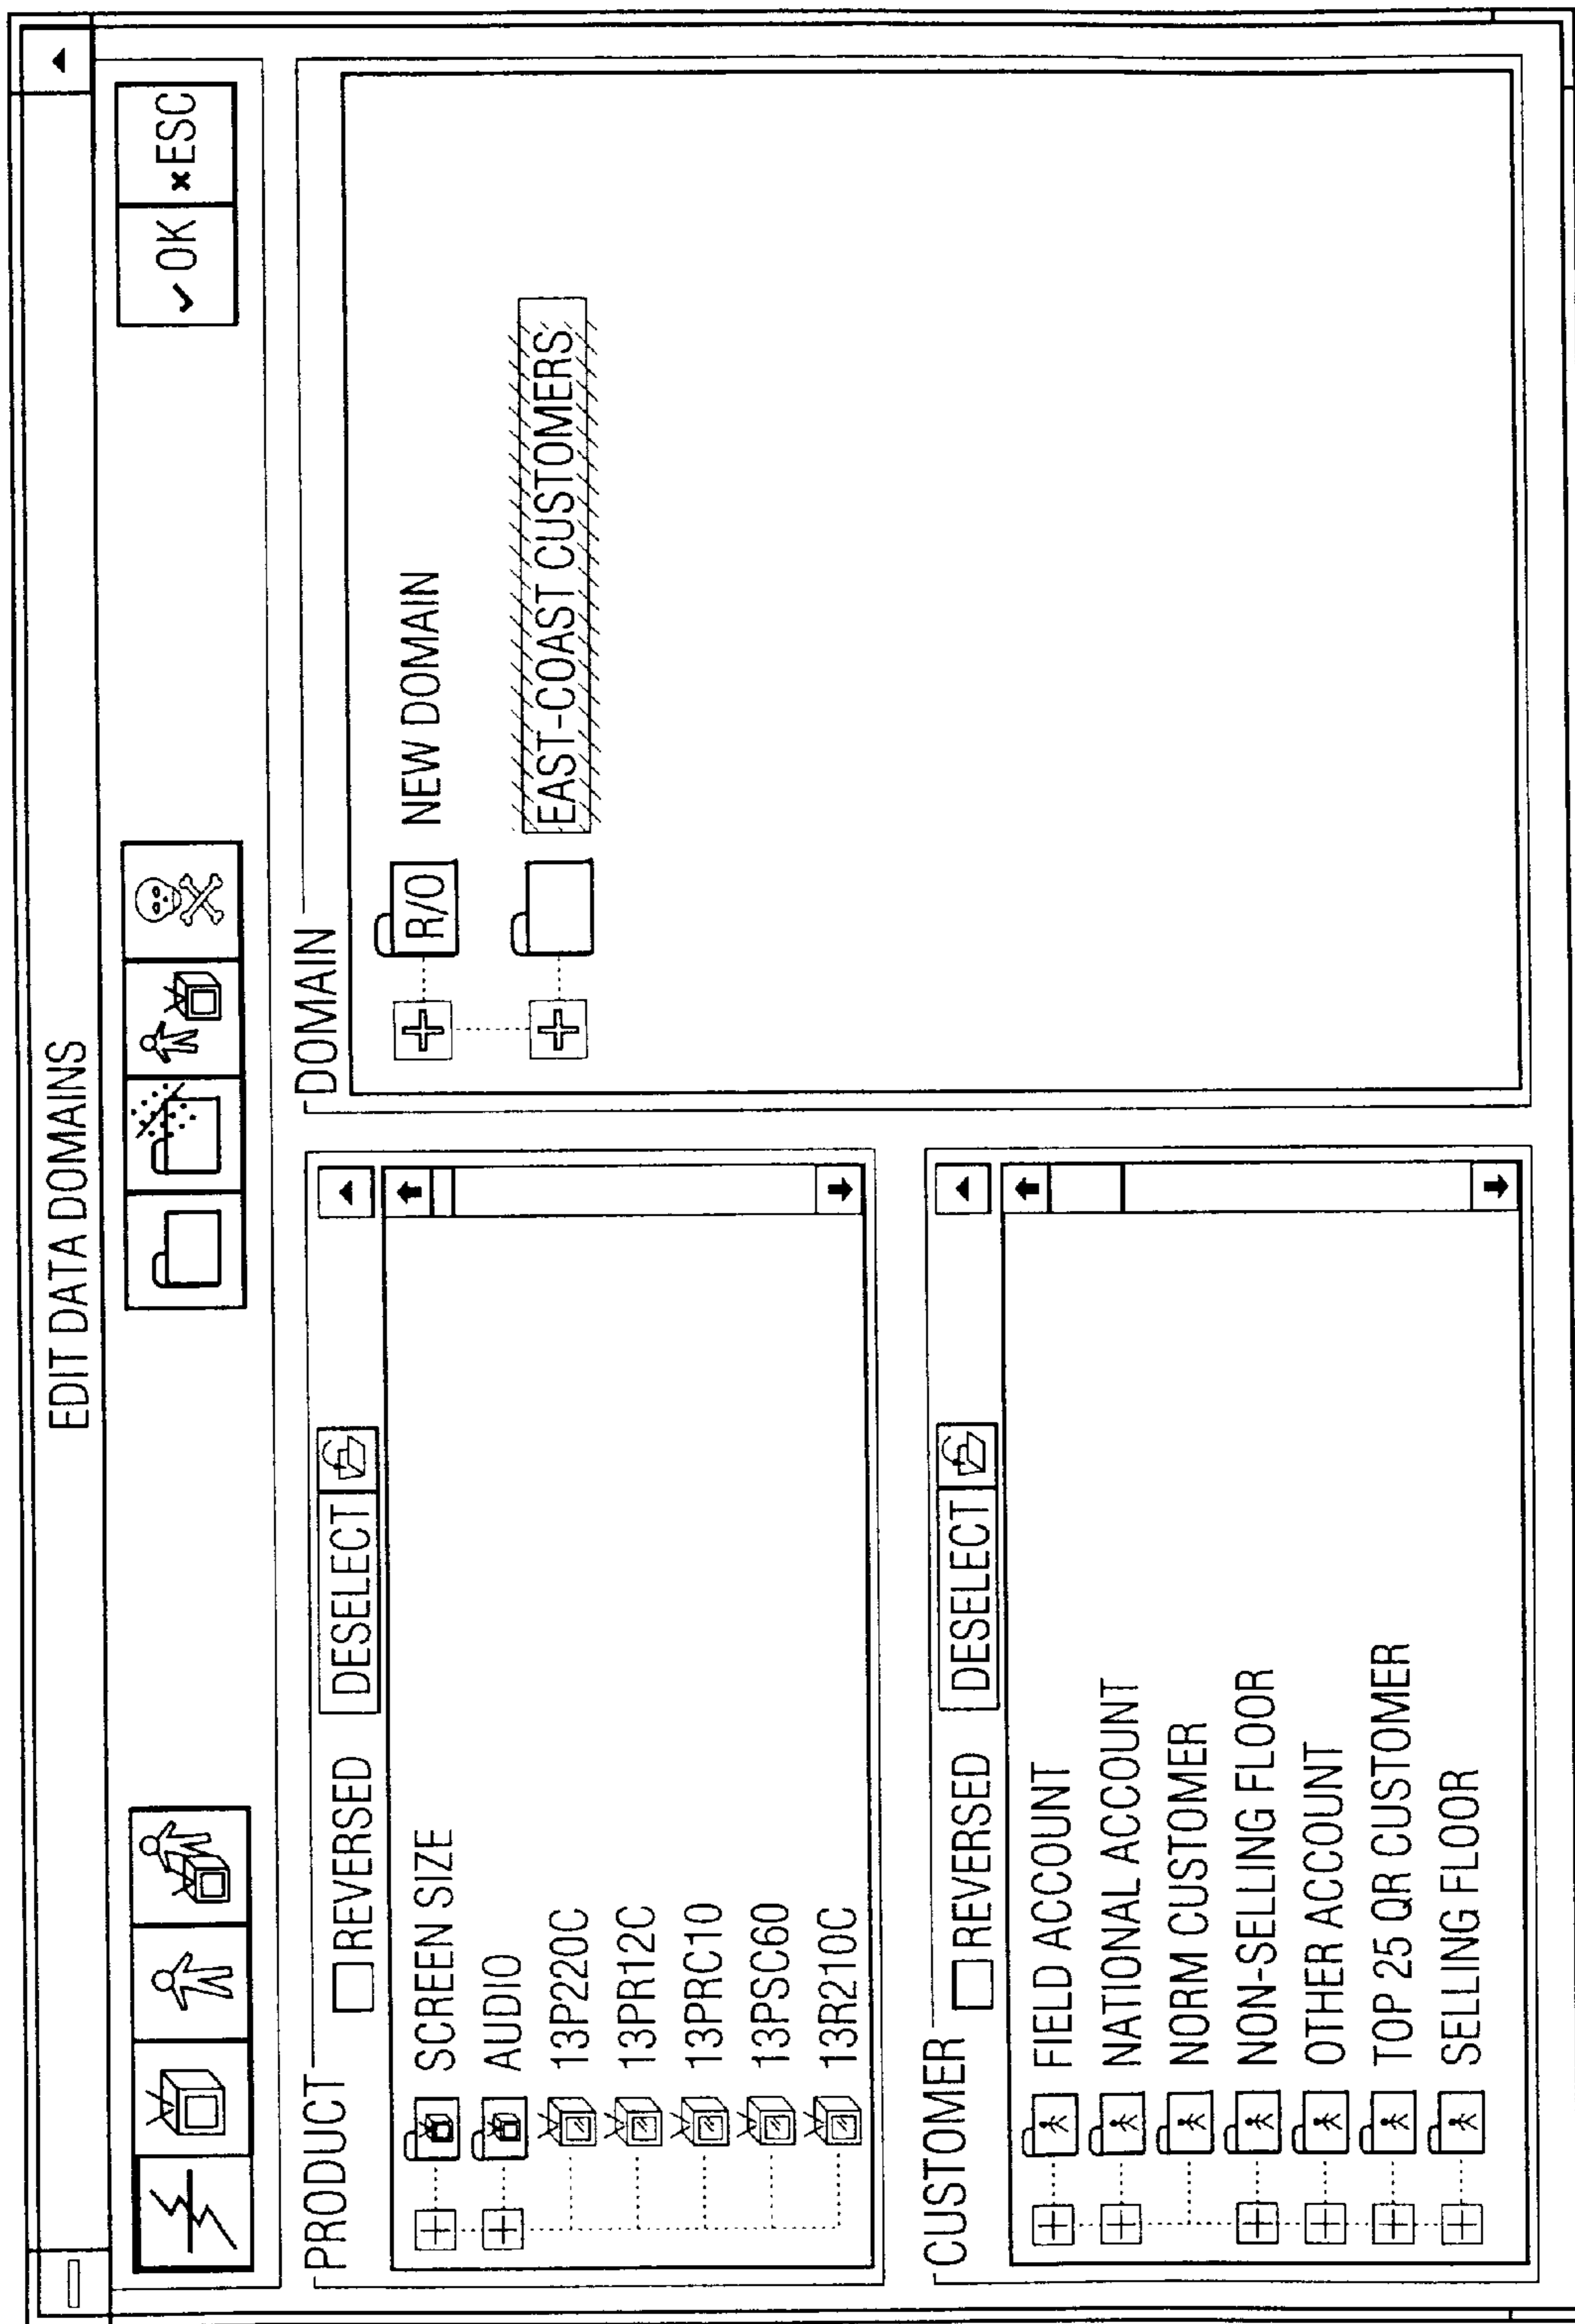 EDIT DATA DOMAINS
✓ OK
×ESC
PRODUCT
REVERSED
DESELECT
SCREEN SIZE
AUDIO
13P220C
13PR12C
13PRC10
13PSC60
13R210C
CUSTOMER
REVERSED
DESELECT
FIELD ACCOUNT
NATIONAL ACCOUNT
NORM CUSTOMER
NON-SELLING FLOOR
OTHER ACCOUNT
TOP 25 QR CUSTOMER
SELLING FLOOR
DOMAIN
R/O NEW DOMAIN
EAST-COAST CUSTOMERS